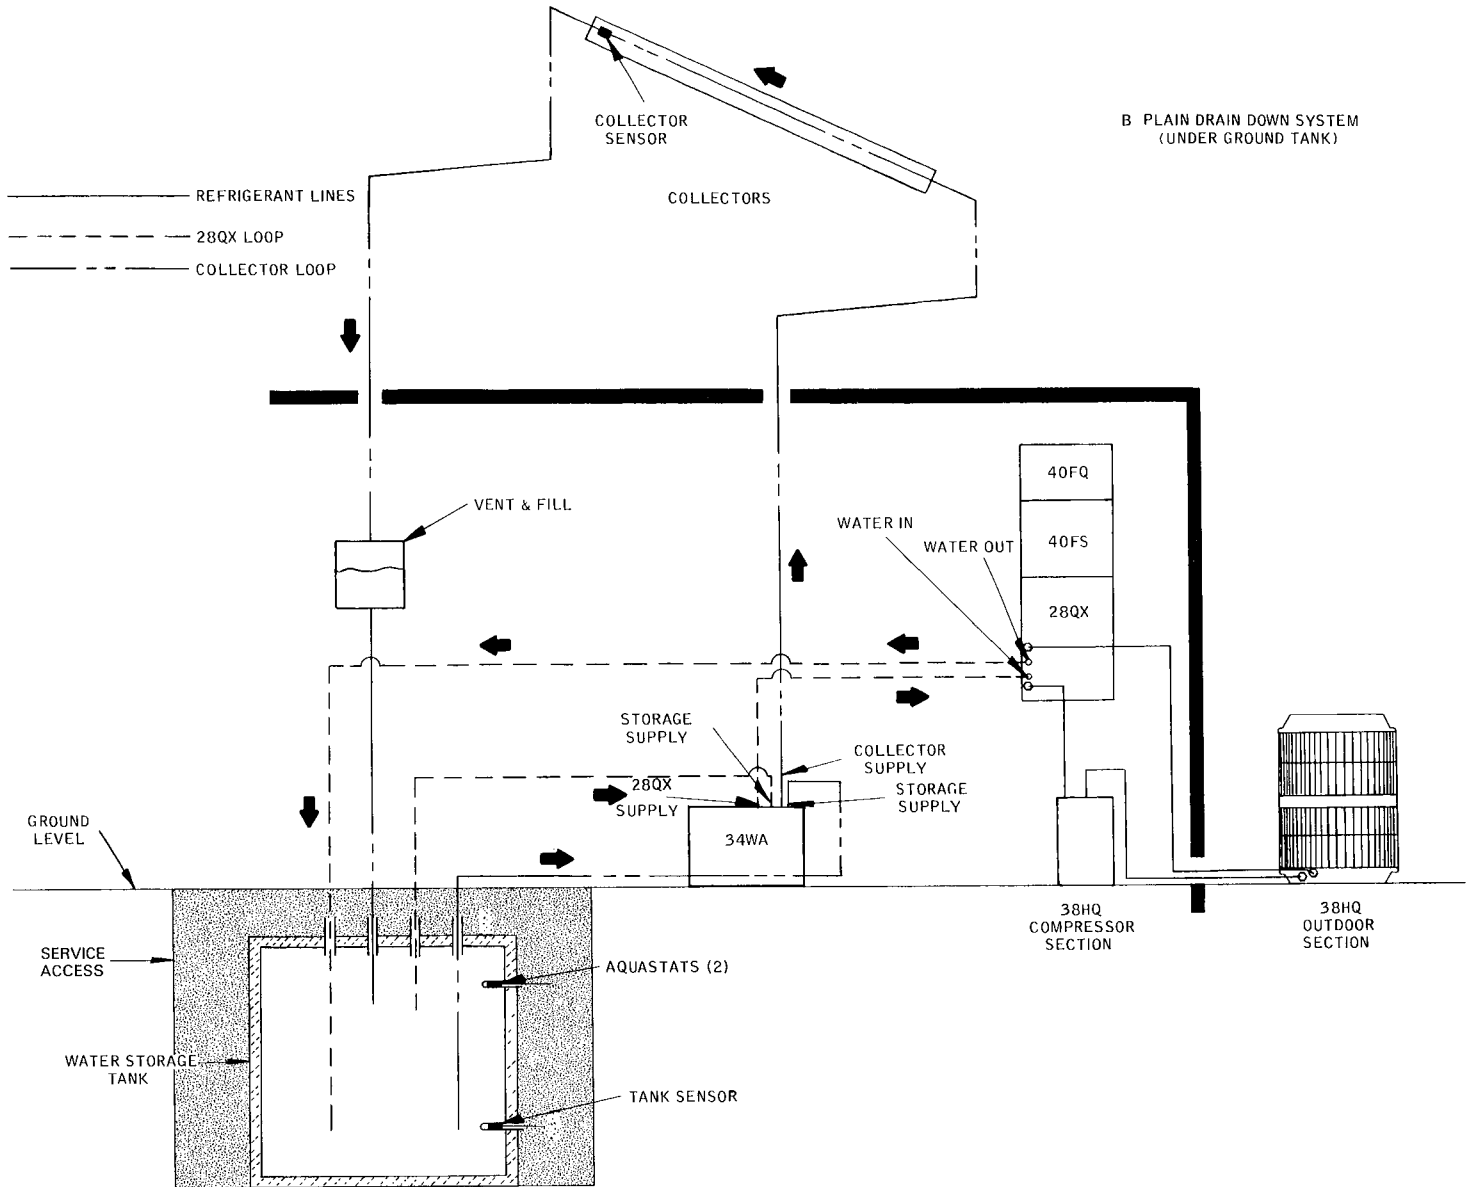 COLLECTOR
SENSOR
B PLAIN DRAIN DOWN SYSTEM
(UNDER GROUND TANK)
REFRIGERANT LINES
COLLECTORS
28QX LOOP
COLLECTOR LOOP
40FQ
VENT & FILL
WATER IN
WATER OUT
40FS
28QX
STORAGE
SUPPLY
COLLECTOR
SUPPLY
28QX
SUPPLY
STORAGE
SUPPLY
GROUND
LEVEL
34WA
38HQ
COMPRESSOR
SECTION
38HQ
OUTDOOR
SECTION
SERVICE
ACCESS
AQUASTATS (2)
WATER STORAGE
TANK
TANK SENSOR